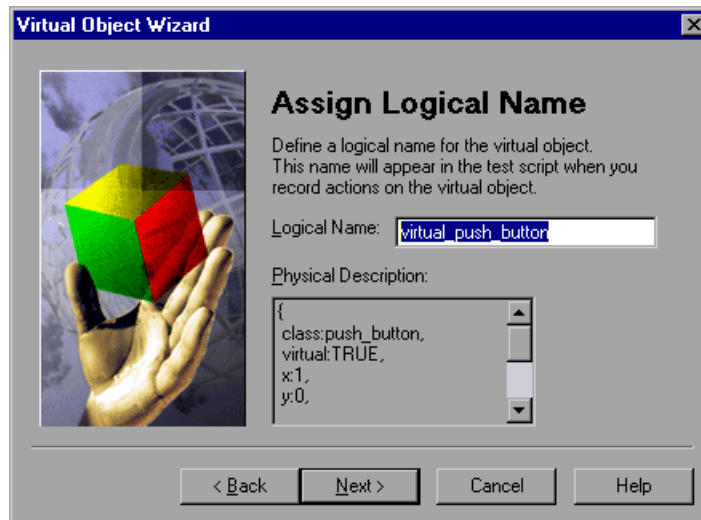 Virtual Object Wizard
Assign Logical Name
Define a logical name for the virtual object.
This name will appear in the test script when you
record actions on the virtual object.
Logical Name: virtual_push_button
Physical Description:
{
class:push_button,
virtual:TRUE,
x:1,
y:0,
< Back Next > Cancel Help